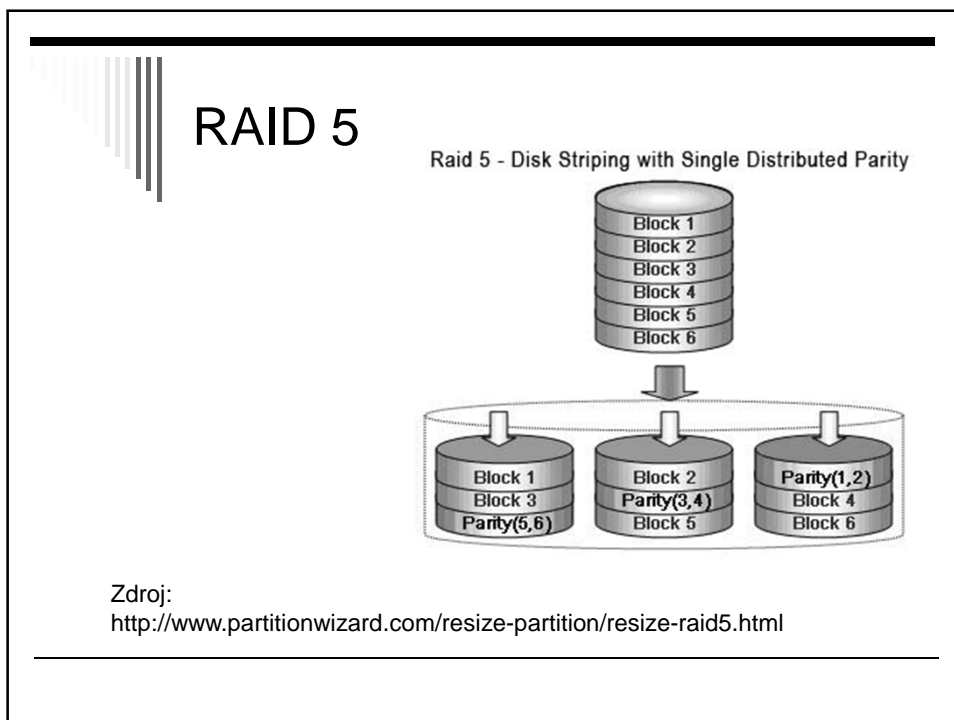 RAID 5
Raid 5 - Disk Striping with Single Distributed Parity
Block 1
Block 2
Block 3
Block 4
Block 5
Block 6
Block 1
Block 3
Parity(5,6)
Block 2
Parity(3,4)
Block 5
Parity(1,2)
Block 4
Block 6
Zdroj:
http://www.partitionwizard.com/resize-partition/resize-raid5.html